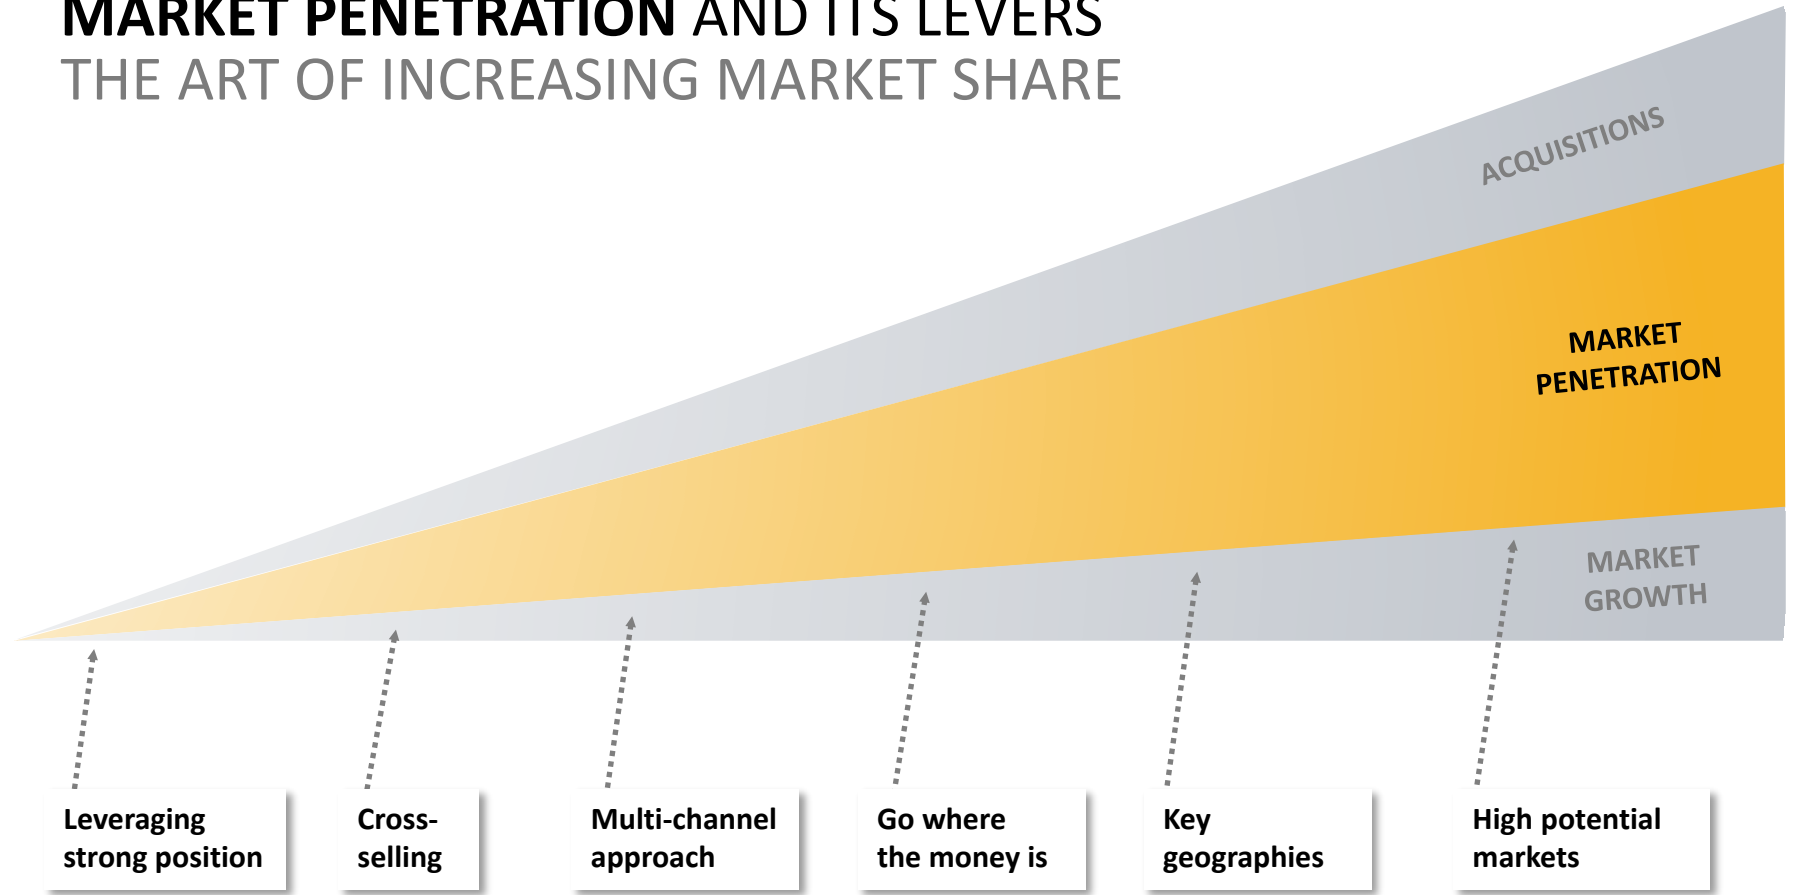 MARKET PENETRATION AND ITS LEVERS
THE ART OF INCREASING MARKET SHARE
ACQUISITIONS
MARKET
PENETRATION
MARKET
GROWTH
Leveraging
strong position
Cross-
selling
Multi-channel
approach
Go where
the money is
Key
geographies
High potential
markets